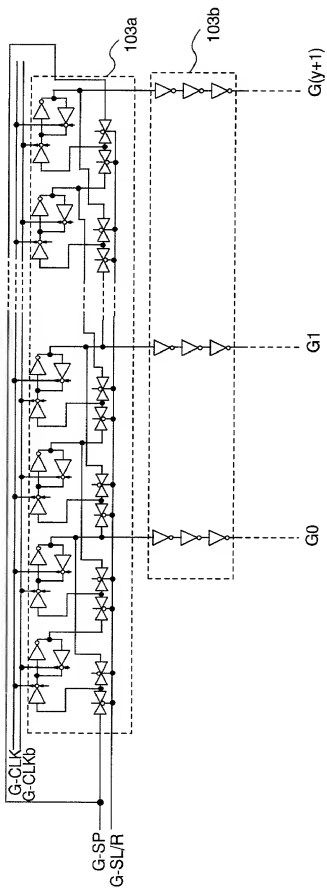 103a
103b
G-CLK
G-CLKb
G-SP
G-SL/R
G0
G1
G(y+1)